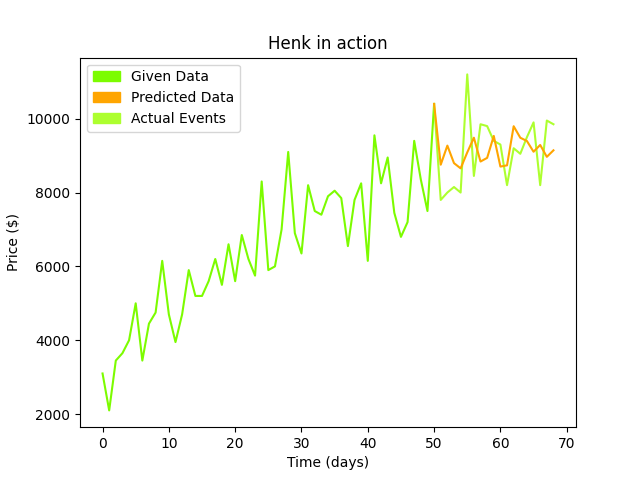 Henk in action
Given Data
Predicted Data
Actual Events
10000
8000
6000
4000
2000
Price ($)
0 10 20 30 40 50 60 70
Time (days)